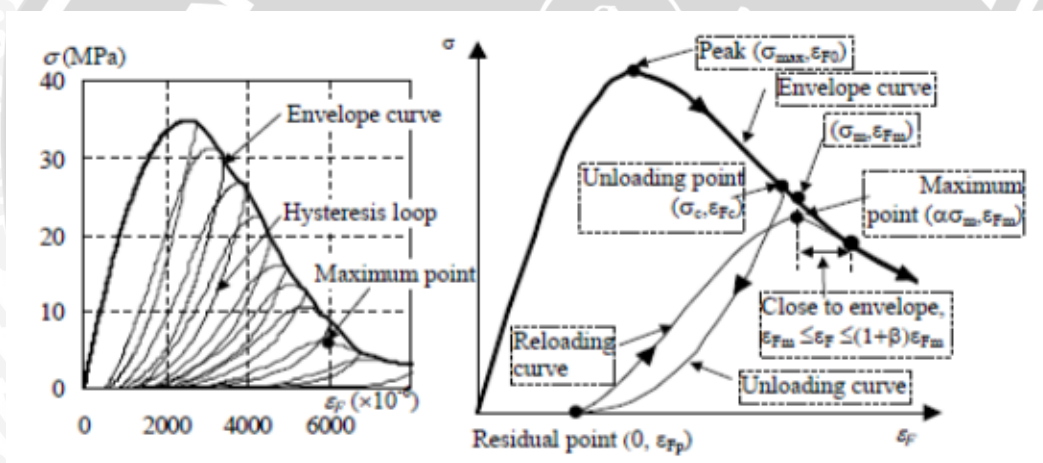 σ (MPa)
40
30
20
10
0
0
2000
4000
6000
ε_F (×10⁻⁶)
Envelope curve
Hysteresis loop
Maximum point
σ
Peak (σmax,εF0)
Envelope curve
(σm,εFm)
Unloading point
(σc,εFc)
Maximum
point (ασm,εFm)
Close to envelope,
εFm ≤εF ≤(1+β)εFm
Reloading
curve
Unloading curve
Residual point (0, εFp)
εF